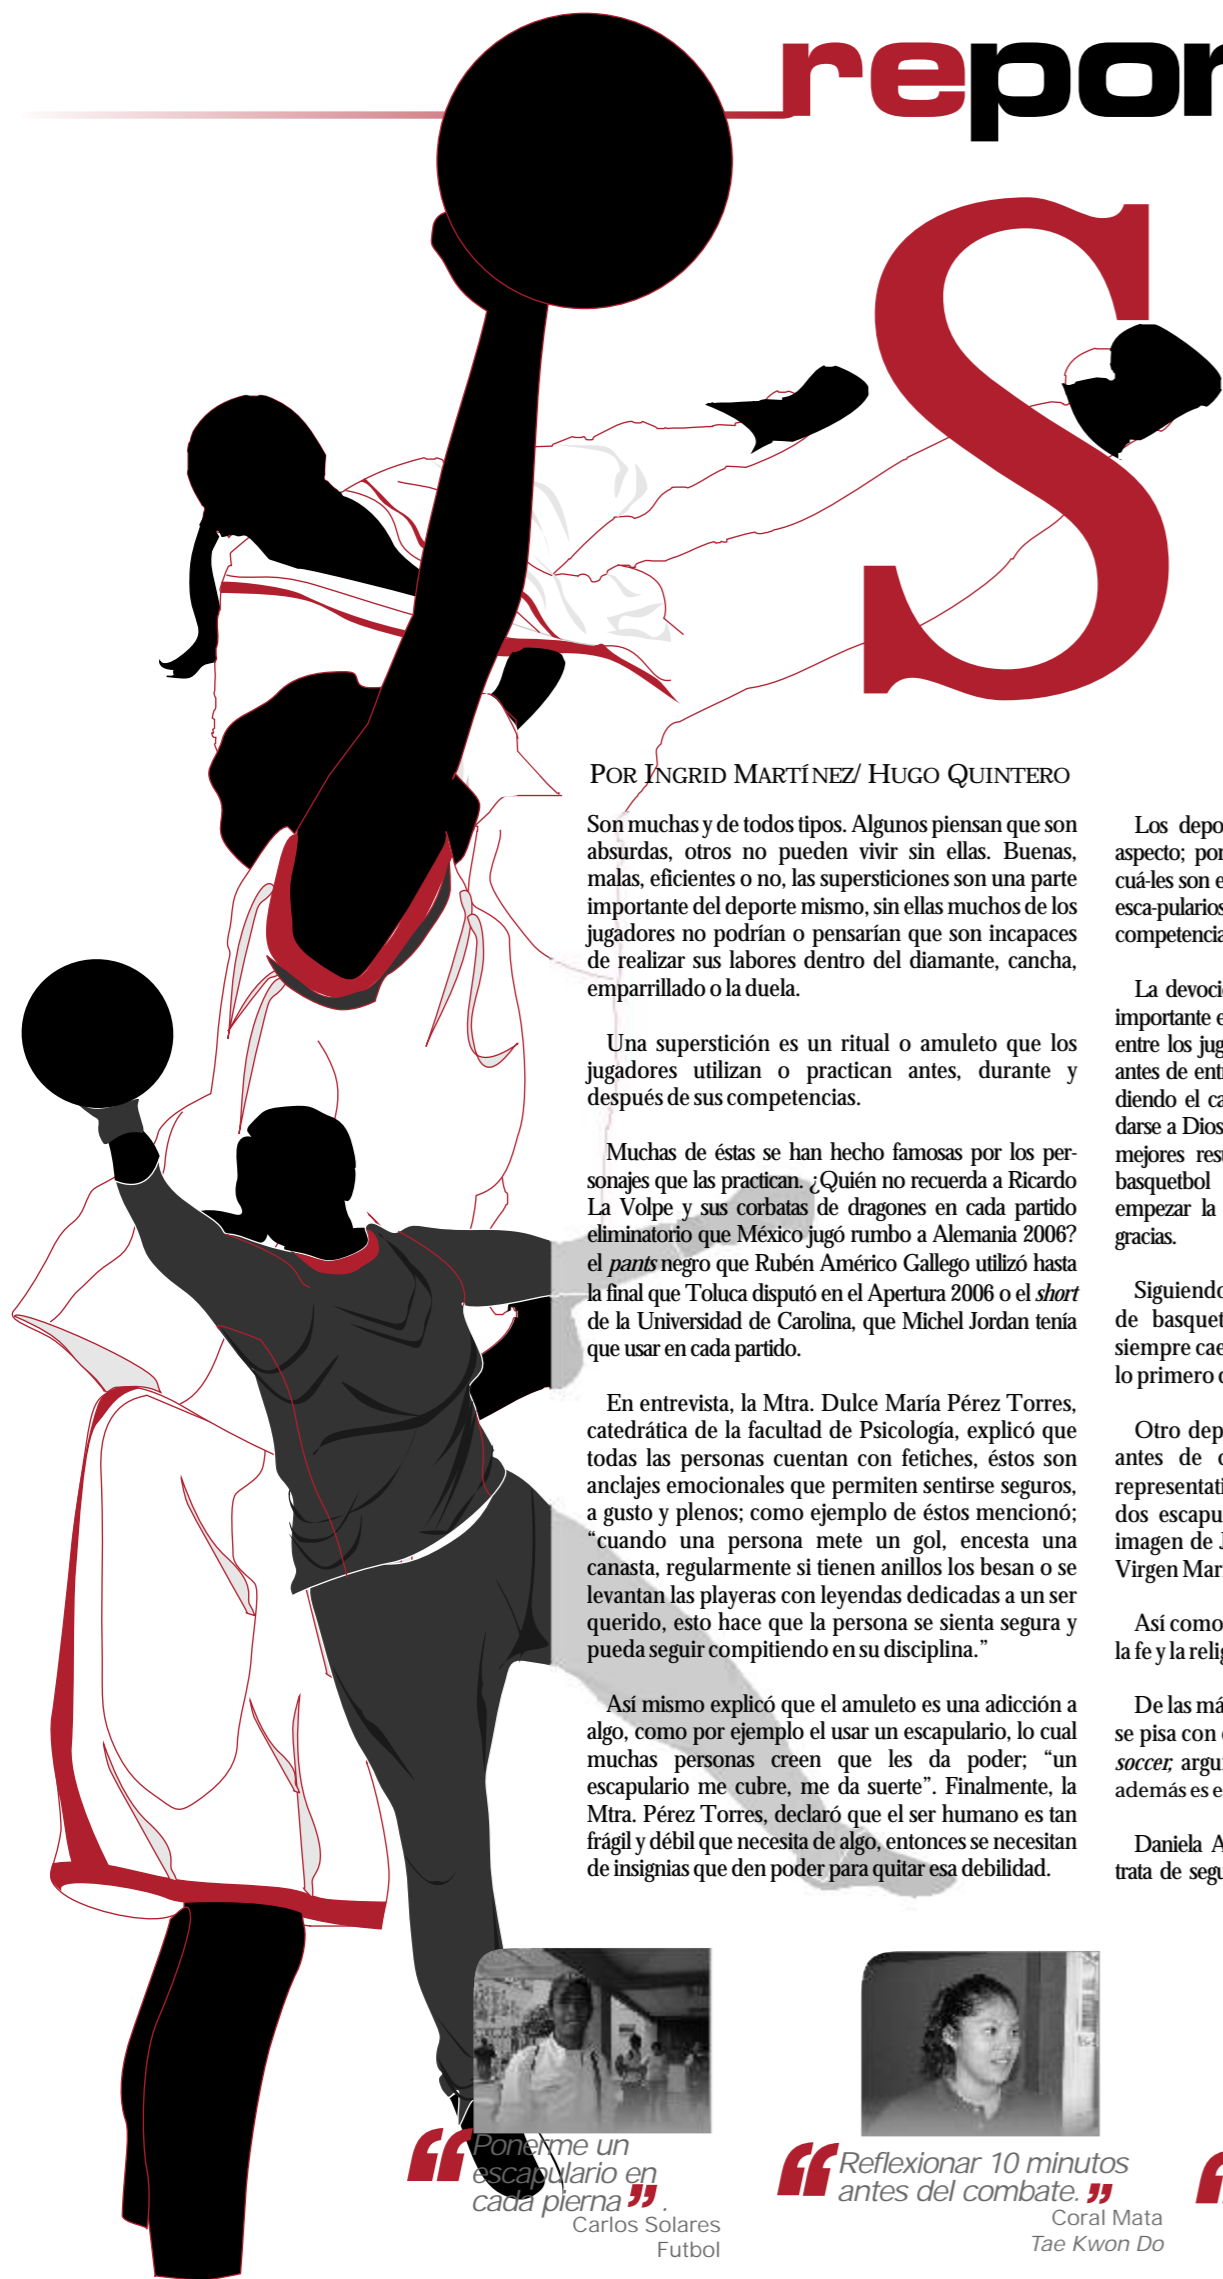 repor
S
POR INGRID MARTÍNEZ/ HUGO QUINTERO
Son muchas y de todos tipos. Algunos piensan que son
absurdas, otros no pueden vivir sin ellas. Buenas,
malas, eficientes o no, las supersticiones son una parte
importante del deporte mismo, sin ellas muchos de los
jugadores no podrían o pensarían que son incapaces
de realizar sus labores dentro del diamante, cancha,
emparrillado o la duela.
Una superstición es un ritual o amuleto que los
jugadores utilizan o practican antes, durante y
después de sus competencias.
Muchas de éstas se han hecho famosas por los per-
sonajes que las practican. ¿Quién no recuerda a Ricardo
La Volpe y sus corbatas de dragones en cada partido
eliminatorio que México jugó rumbo a Alemania 2006?
el pants negro que Rubén Américo Gallego utilizó hasta
la final que Toluca disputó en el Apertura 2006 o el short
de la Universidad de Carolina, que Michel Jordan tenía
que usar en cada partido.
En entrevista, la Mtra. Dulce María Pérez Torres,
catedrática de la facultad de Psicología, explicó que
todas las personas cuentan con fetiches, éstos son
anclajes emocionales que permiten sentirse seguros,
a gusto y plenos; como ejemplo de éstos mencionó;
“cuando una persona mete un gol, encesta una
canasta, regularmente si tienen anillos los besan o se
levantan las playeras con leyendas dedicadas a un ser
querido, esto hace que la persona se sienta segura y
pueda seguir compitiendo en su disciplina.”
Así mismo explicó que el amuleto es una adicción a
algo, como por ejemplo el usar un escapulario, lo cual
muchas personas creen que les da poder; “un
escapulario me cubre, me da suerte”. Finalmente, la
Mtra. Pérez Torres, declaró que el ser humano es tan
frágil y débil que necesita de algo, entonces se necesitan
de insignias que den poder para quitar esa debilidad.
Los depo
aspecto; por
cuá-les son e
esca-pularios
competencia
La devoci
importante e
entre los jug
antes de entr
diendo el ca
darse a Dios
mejores resu
basquetbol
empezar la
gracias.
Siguiendo
de basquet
siempre cae
lo primero c
Otro dep
antes de c
representati
dos escapu
imagen de J
Virgen Mar
Así como
la fe y la relig
De las má
se pisa con
soccer, argu
además es e
Daniela A
trata de segu
“Ponerme un
escapulario en
cada pierna”.
Carlos Solares
Futbol
“Reflexionar 10 minutos
antes del combate.”
Coral Mata
Tae Kwon Do
“